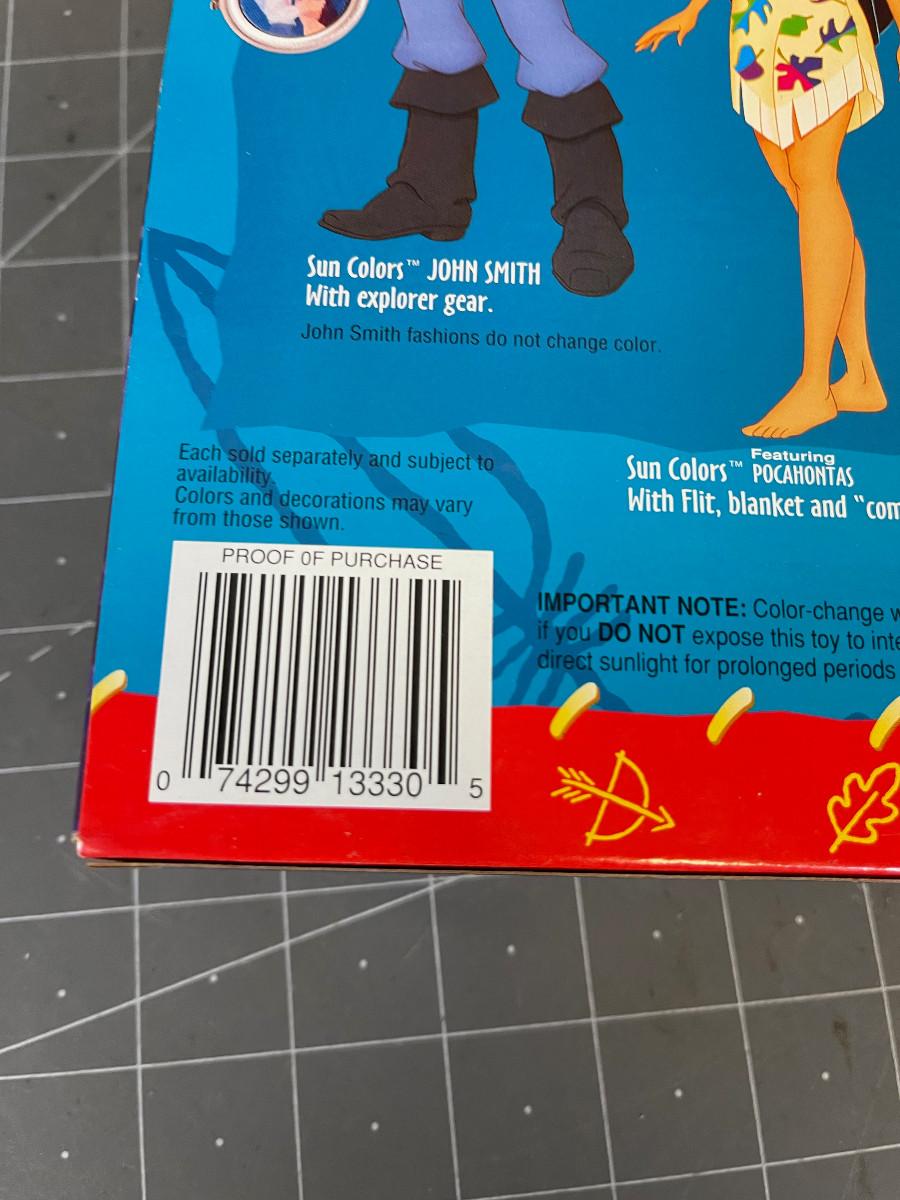 Sun Colors™ JOHN SMITH
With explorer gear.
John Smith fashions do not change color.
Each sold separately and subject to
availability.
Colors and decorations may vary
from those shown.
Featuring
Sun Colors™ POCAHONTAS
With Flit, blanket and "com
PROOF OF PURCHASE
0 74299 13330 5
IMPORTANT NOTE: Color-change w
if you DO NOT expose this toy to inte
direct sunlight for prolonged periods